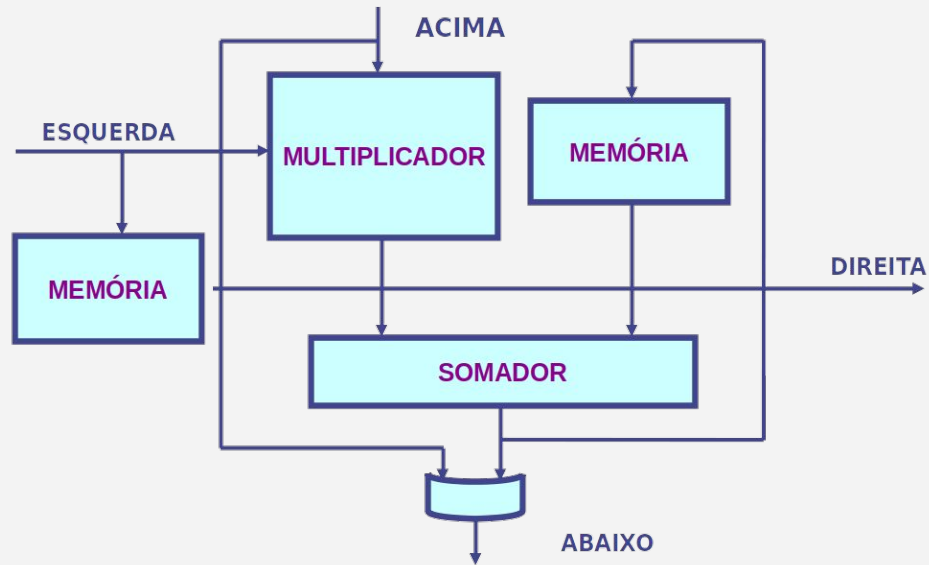 ACIMA
ESQUERDA
MULTIPLICADOR
MEMÓRIA
MEMÓRIA
DIREITA
SOMADOR
ABAIXO